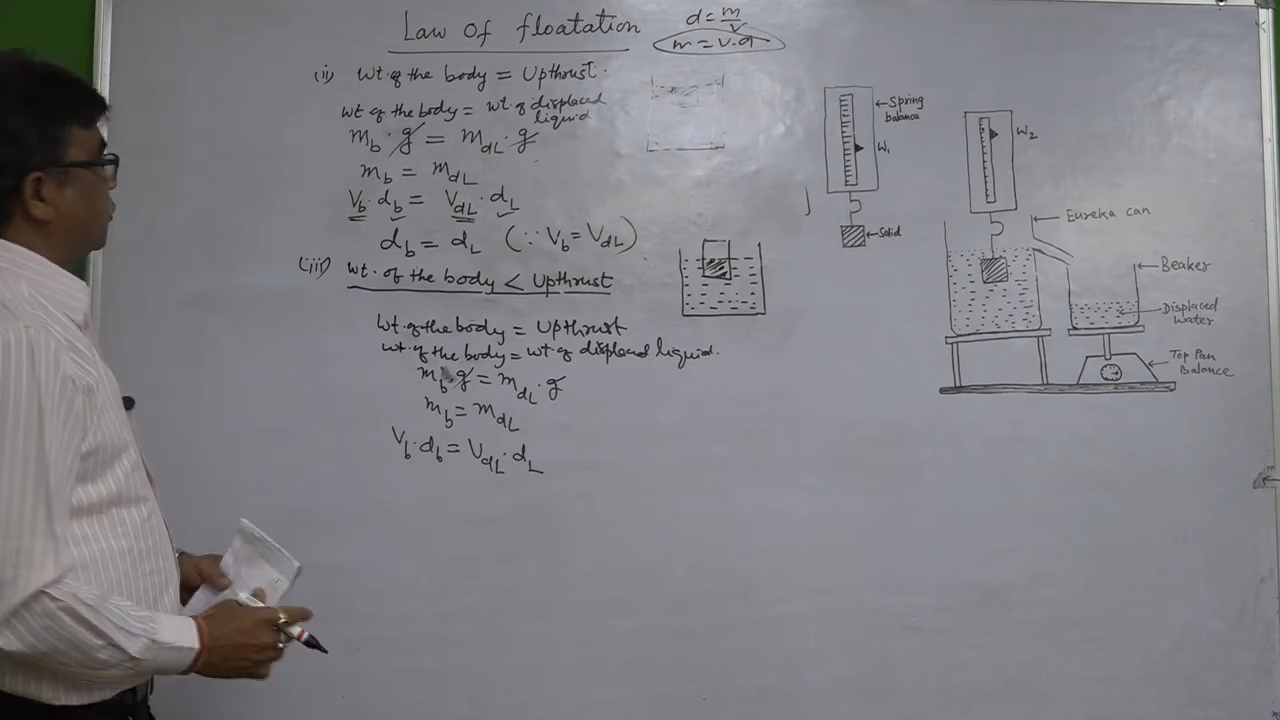 Law Of floatation
d = m/v
m = v.d
(ii) wt. of the body = Upthrust.
wt of the body = wt. of displaced liquid
m_b . g = m_dL . g
m_b = m_dL
V_b . d_b = V_dL . d_L
d_b = d_L (∵ V_b = V_dL)
(iii) wt. of the body < Upthrust
wt. of the body = Upthrust
wt. of the body = wt. of displaced liquid.
m_b . g = m_dL . g
m_b = m_dL
V_b . d_b = V_dL . d_L
Spring balance
W₁
Solid
W₂
Eureka can
Beaker
Displaced Water
Top Pan Balance